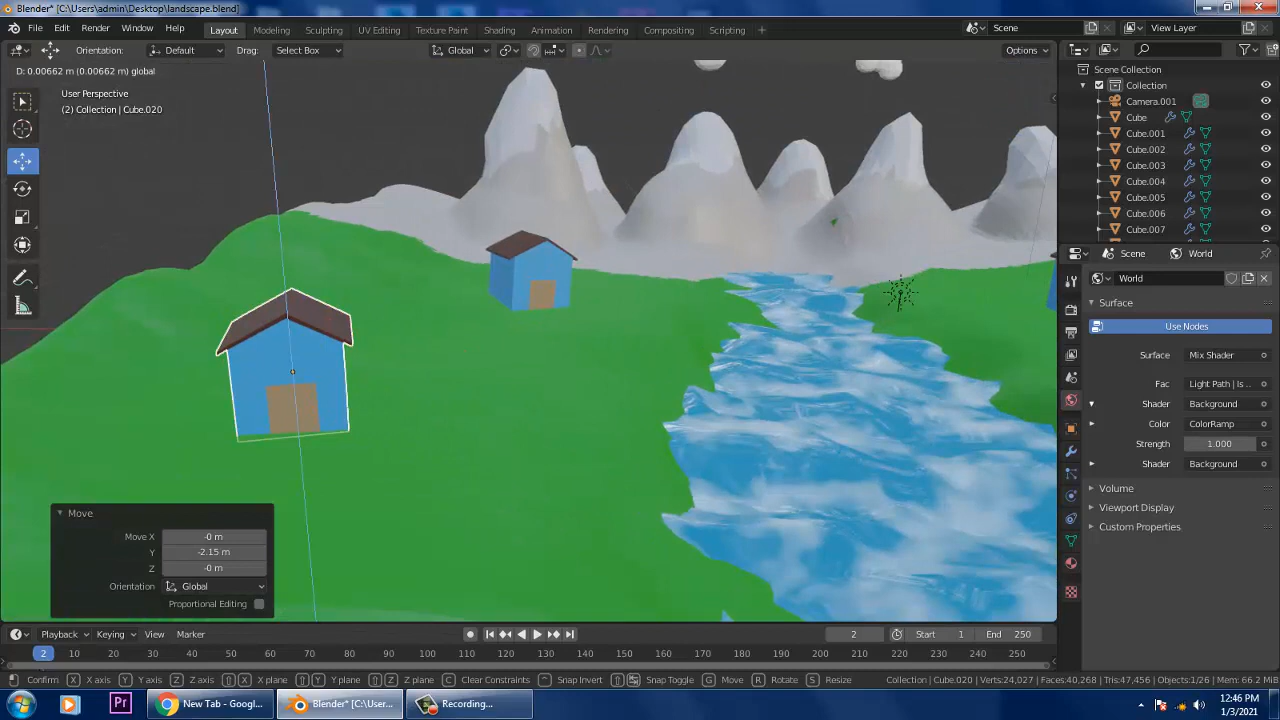 Blender* [C:\Users\admin\Desktop\landscape.blend]
File Edit Render Window Help
Layout Modeling Sculpting UV Editing Texture Paint Shading Animation Rendering Compositing Scripting
Scene View Layer
Orientation: Default Drag: Select Box Global Options
D: 0.00662 m (0.00662 m) global
User Perspective
(2) Collection | Cube.020
Scene Collection
Collection
Camera.001
Cube
Cube.001
Cube.002
Cube.003
Cube.004
Cube.005
Cube.006
Cube.007
Scene World
World
Surface
Use Nodes
Surface Mix Shader
Fac Light Path | Is ..
Shader Background
Color ColorRamp
Strength 1.000
Shader Background
Volume
Viewport Display
Custom Properties
Move
Move X -0 m
Y -2.15 m
Z -0 m
Orientation Global
Proportional Editing
Playback Keying View Marker 2 Start 1 End 250
2 10 20 30 40 50 60 70 80 90 100 110 120 130 140 150 160 170 180 190 200 210 220 230 240 250
Confirm X X axis Y Y axis Z Z axis X X plane Y Y plane Z Z plane C Clear Constraints Snap Invert Snap Toggle G Move R Rotate S Resize Collection | Cube.020 | Verts:24,027 | Faces:40,268 | Tris:47,456 | Objects:1/26 | Mem: 66.2 MiB
Pr New Tab - Googl... Blender* [C:\User... Recording...
12:46 PM
1/3/2021